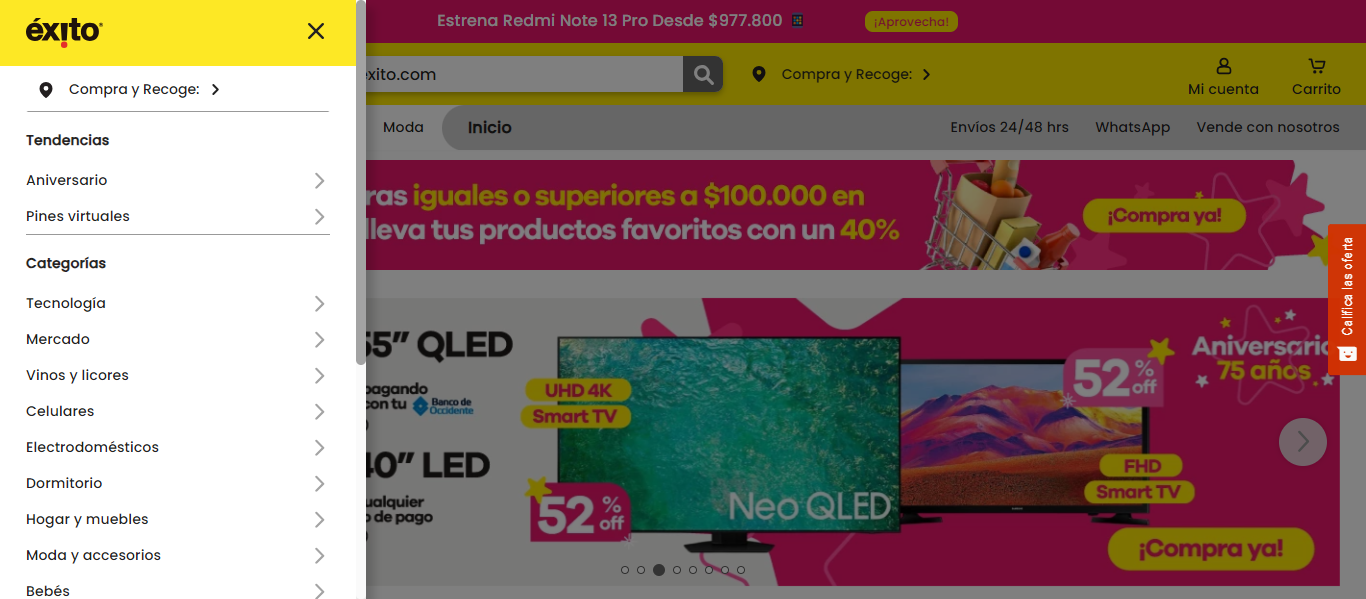 éxito
Compra y Recoge:
Tendencias
Aniversario
Pines virtuales
Categorías
Tecnología
Mercado
Vinos y licores
Celulares
Electrodomésticos
Dormitorio
Hogar y muebles
Moda y accesorios
Bebés
Estrena Redmi Note 13 Pro Desde $977.800
¡Aprovecha!
exito.com
Compra y Recoge:
Mi cuenta
Carrito
Moda
Inicio
Envíos 24/48 hrs
WhatsApp
Vende con nosotros
ras iguales o superiores a $100.000 en
lleva tus productos favoritos con un 40%
¡Compra ya!
Califica las oferta
55” QLED
pagando
con tu Banco de Occidente
40” LED
o de pago
UHD 4K
Smart TV
52% off
Neo QLED
52% off
FHD
Smart TV
SAMSUNG
Aniversario
75 años
¡Compra ya!